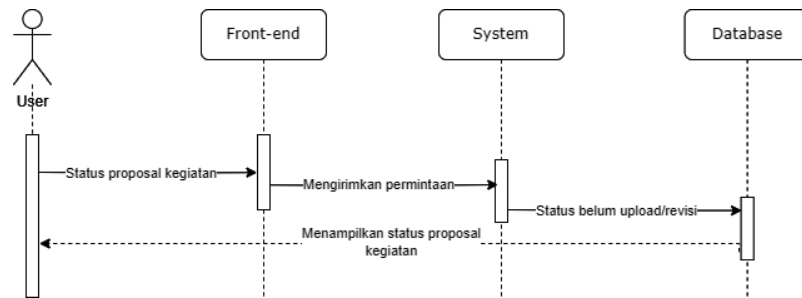 Front-end
System
Database
User
Status proposal kegiatan
Mengirimkan permintaan
Status belum upload/revisi
Menampilkan status proposal
kegiatan